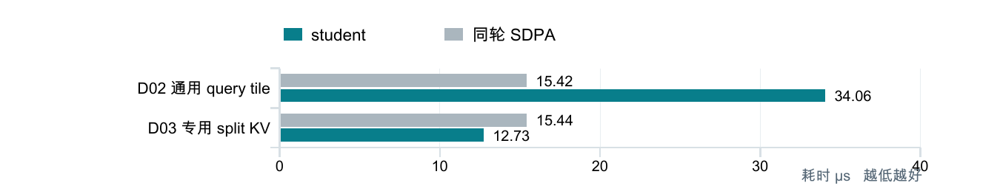 student 同轮 SDPA
D02 通用 query tile 15.42
34.06
D03 专用 split KV 15.44
12.73
0 10 20 30 40
耗时 µs 越低越好